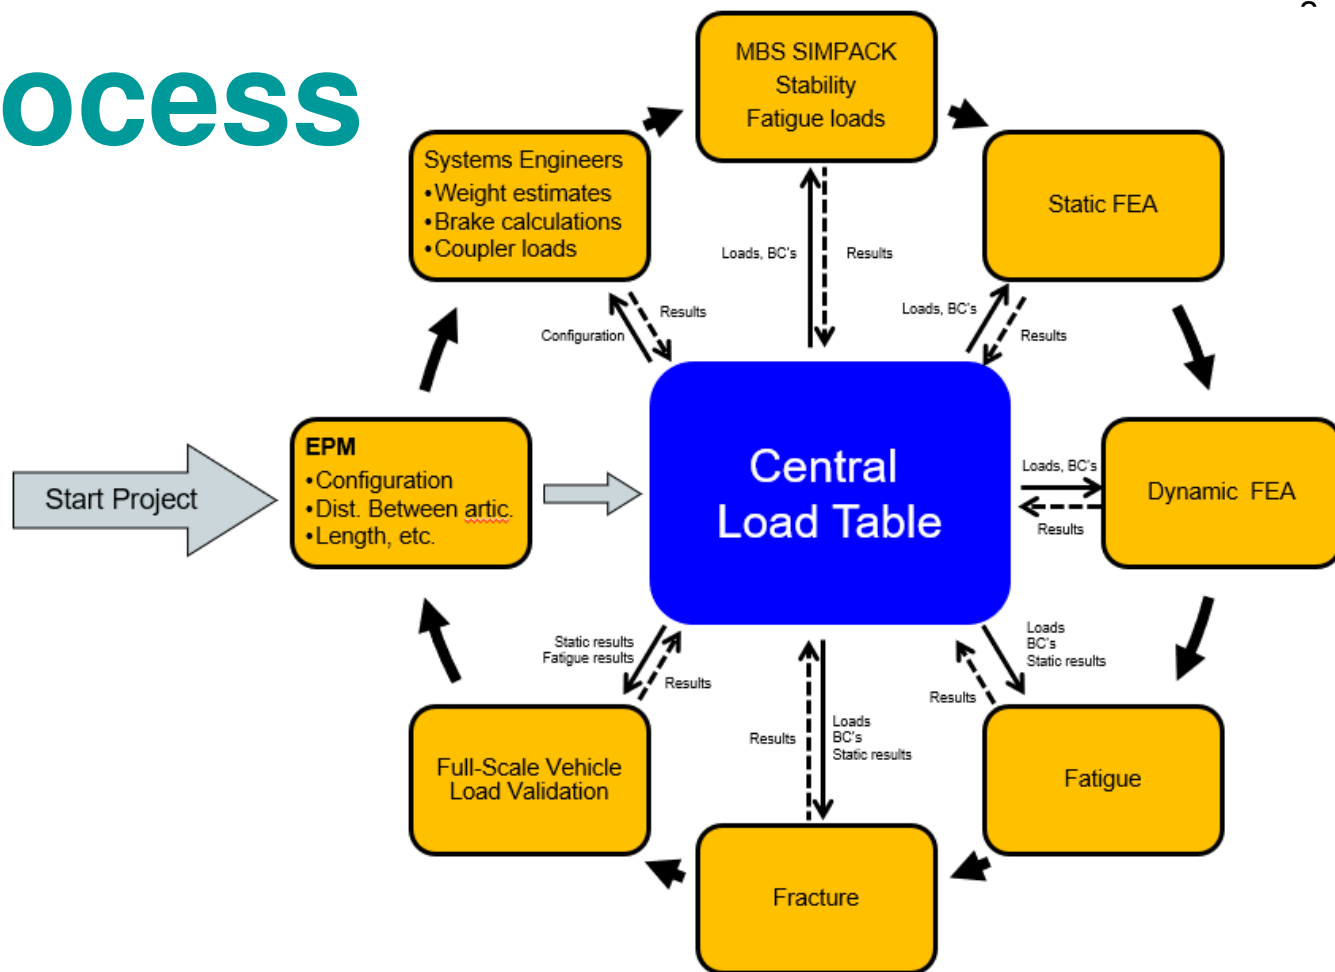 ocess
MBS SIMPACK
Stability
Fatigue loads
Systems Engineers
•Weight estimates
•Brake calculations
•Coupler loads
Static FEA
Loads, BC's
Results
Loads, BC's
Results
Configuration
Results
Start Project
EPM
•Configuration
•Dist. Between artic.
•Length, etc.
Central
Load Table
Loads, BC's
Results
Dynamic FEA
Static results
Fatigue results
Results
Results
Loads
BC's
Static results
Loads
BC's
Static results
Results
Full-Scale Vehicle
Load Validation
Fatigue
Fracture